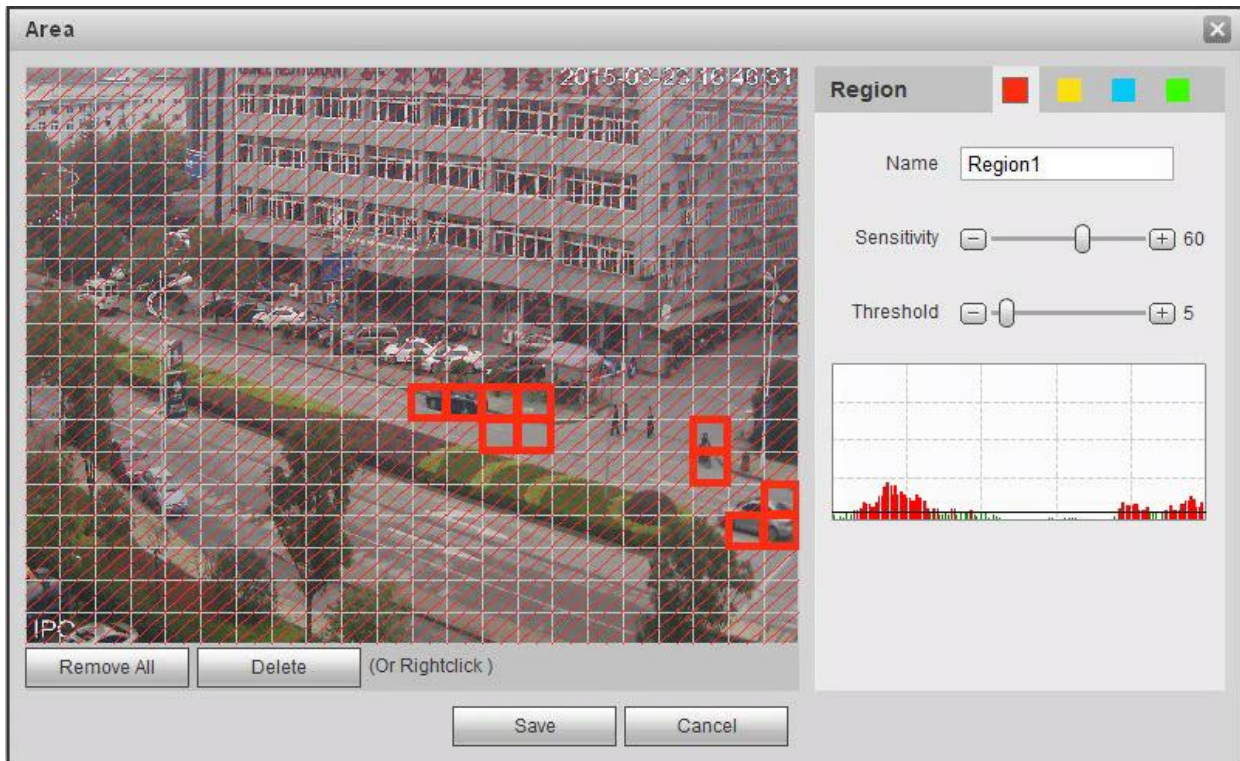 Area
2015-03-23 16:46:31
Region
Name
Region1
Sensitivity
60
Threshold
5
IPC
Remove All
Delete
(Or Rightclick )
Save
Cancel